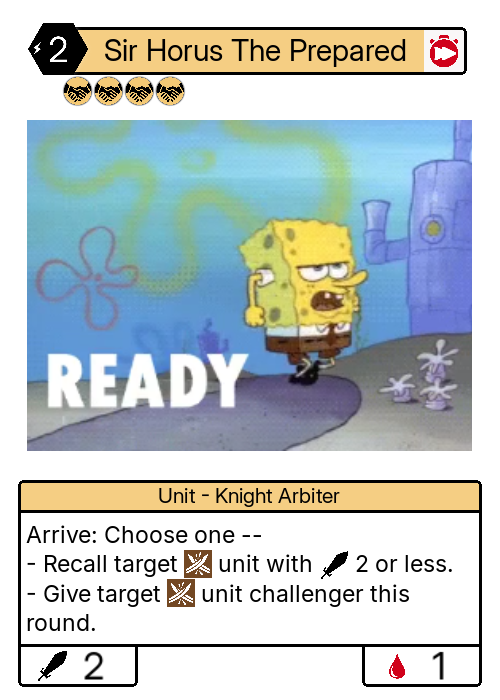 2 Sir Horus The Prepared
READY
Unit - Knight Arbiter
Arrive: Choose one --
- Recall target unit with 2 or less.
- Give target unit challenger this
round.
2 1